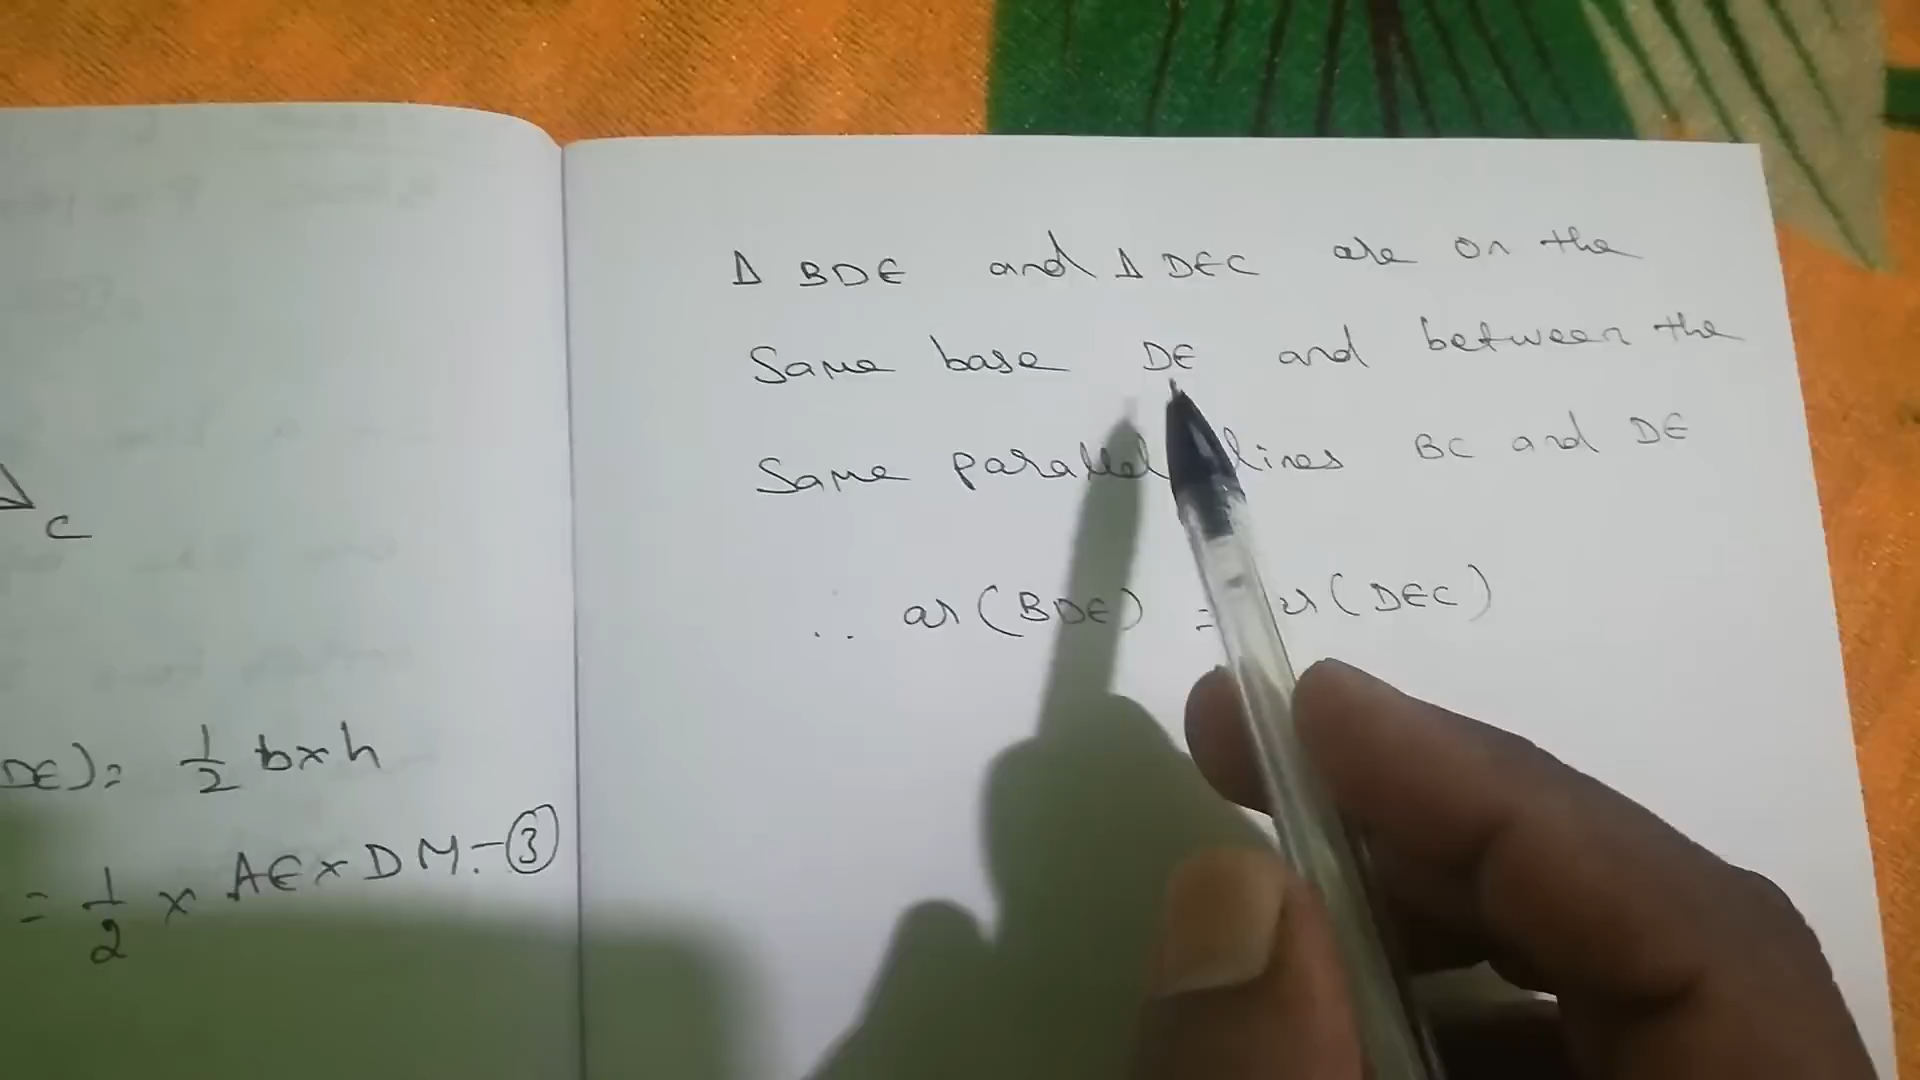 C
DE) = 1/2 b×h
= 1/2 × AE × DM. - ③
Δ BDE and Δ DEC are on the
Same base DE and between the
Same parallel lines BC and DE
∴ ar(BDE) = ar(DEC)